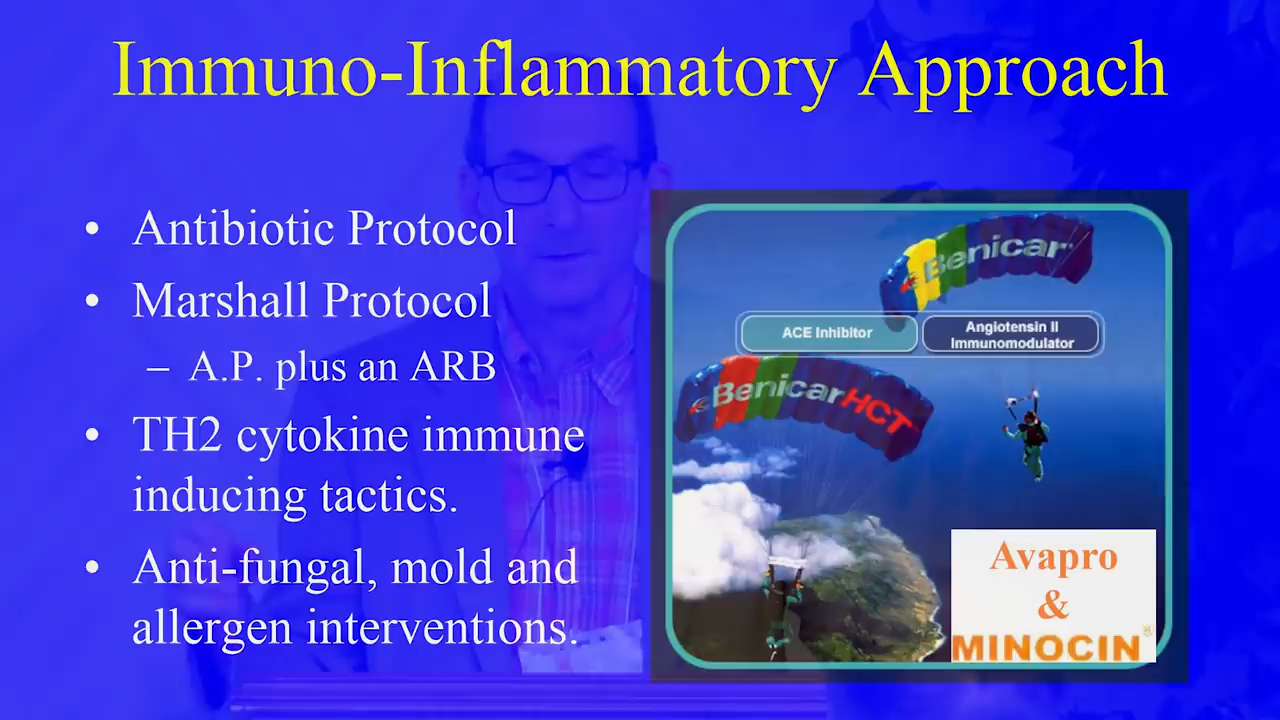 Immuno-Inflammatory Approach
• Antibiotic Protocol
• Marshall Protocol
– A.P. plus an ARB
• TH2 cytokine immune
inducing tactics.
• Anti-fungal, mold and
allergen interventions.
Benicar
ACE Inhibitor
Angiotensin II
Immunomodulator
BenicarHCT
Avapro
&
MINOCIN